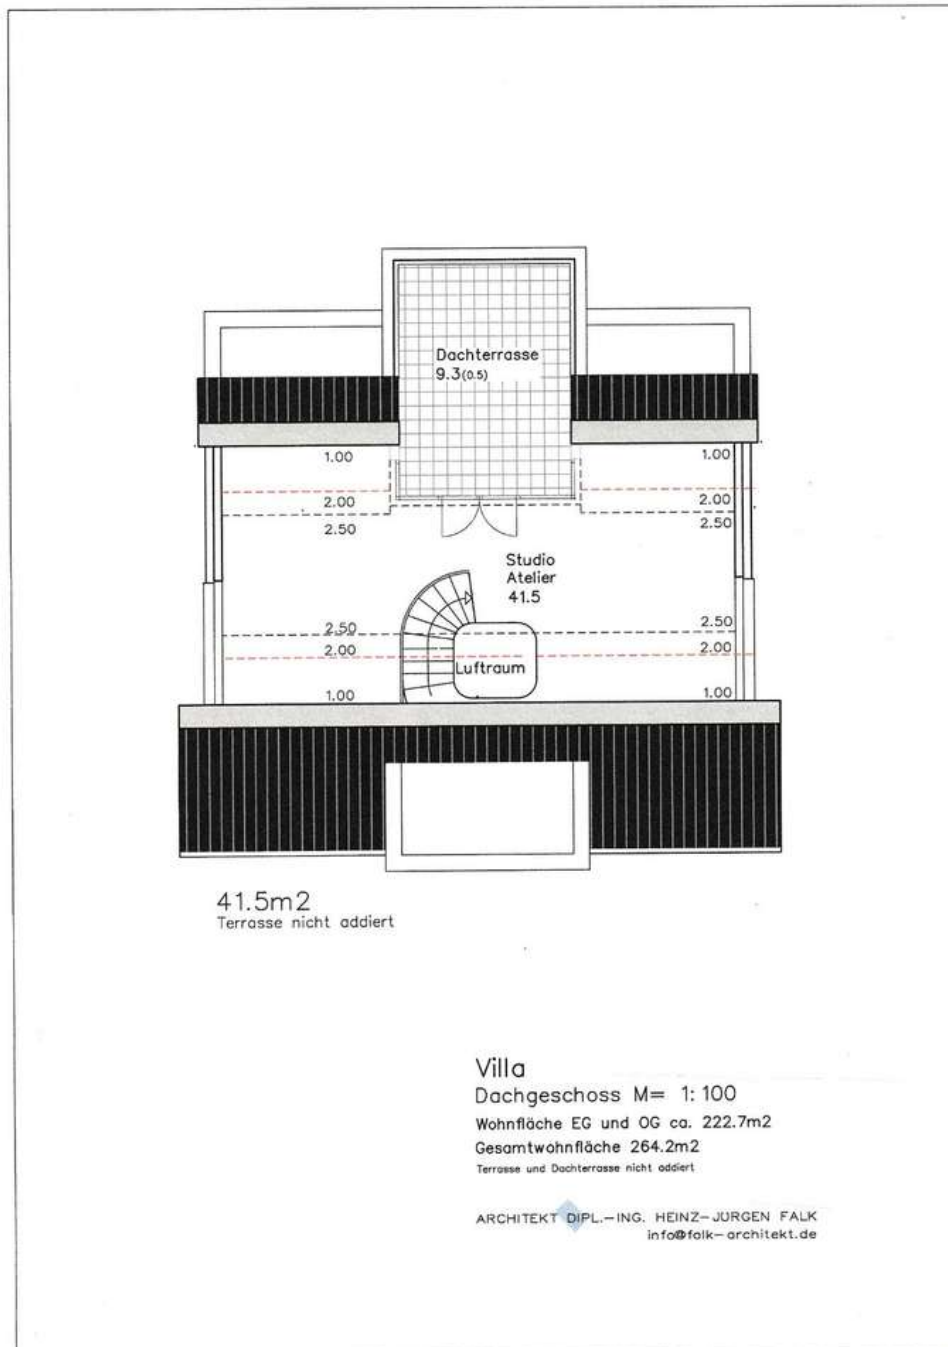 Dachterrasse
9.3(0.5)
1.00
1.00
2.00
2.00
2.50
2.50
Studio
Atelier
41.5
2.50
2.50
2.00
2.00
Luftraum
1.00
1.00
41.5m2
Terrasse nicht addiert
Villa
Dachgeschoss M= 1:100
Wohnfläche EG und OG ca. 222.7m2
Gesamtwohnfläche 264.2m2
Terrasse und Dachterrasse nicht addiert
ARCHITEKT DIPL.-ING. HEINZ-JÜRGEN FALK
info@falk-architekt.de